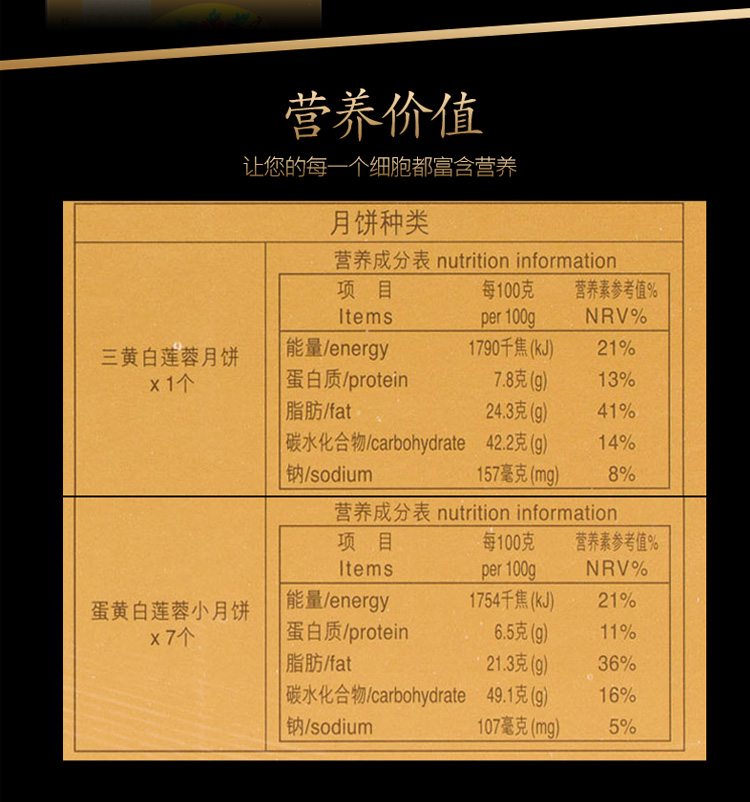 营养价值
让您的每一个细胞都富含营养
月饼种类
三黄白莲蓉月饼
x 1个
营养成分表 nutrition information
项 目 每100克 营养素参考值%
Items per 100g NRV%
能量/energy 1790千焦(kJ) 21%
蛋白质/protein 7.8克(g) 13%
脂肪/fat 24.3克(g) 41%
碳水化合物/carbohydrate 42.2克(g) 14%
钠/sodium 157毫克(mg) 8%
蛋黄白莲蓉小月饼
x 7个
营养成分表 nutrition information
项 目 每100克 营养素参考值%
Items per 100g NRV%
能量/energy 1754千焦(kJ) 21%
蛋白质/protein 6.5克(g) 11%
脂肪/fat 21.3克(g) 36%
碳水化合物/carbohydrate 49.1克(g) 16%
钠/sodium 107毫克(mg) 5%